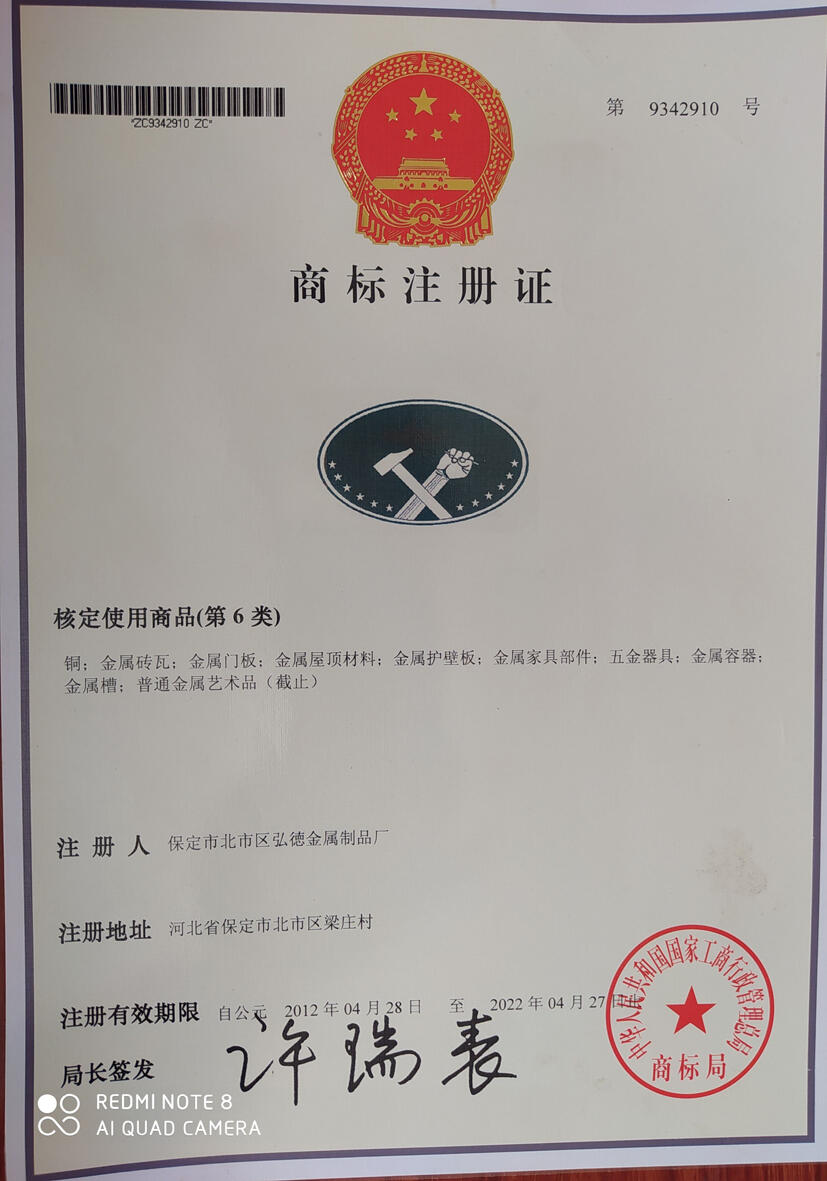 第 9342910 号
*ZC9342910 ZC*
商标注册证
核定使用商品(第 6 类)
铜；金属砖瓦；金属门板；金属屋顶材料；金属护壁板；金属家具部件；五金器具；金属容器；
金属槽；普通金属艺术品（截止）
注 册 人 保定市北市区弘德金属制品厂
注册地址 河北省保定市北市区梁庄村
注册有效期限 自公元 2012 年 04 月 28 日 至 2022 年 04 月 27 日止
局长签发 许瑞表
中华人民共和国国家工商行政管理总局
商标局
REDMI NOTE 8
AI QUAD CAMERA